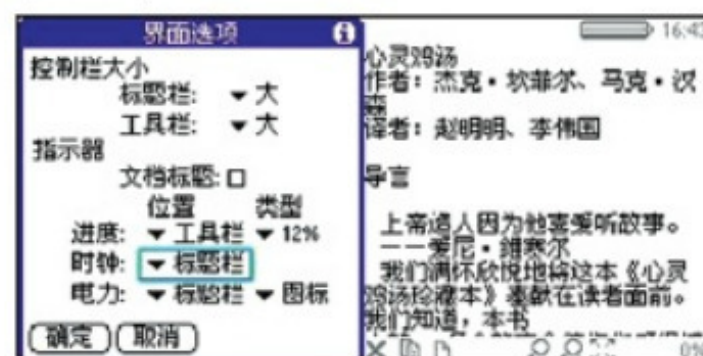 界面选项
控制栏大小
标题栏: 大
工具栏: 大
指示器
文档标题:
位置 类型
进度: 工具栏 12%
时钟: 标题栏
电力: 标题栏 图标
确定 取消
16:43
心灵鸡汤
作者：杰克·坎菲尔、马克·汉
森
译者：赵明明、李伟国
导言
上帝造人因为他喜爱听故事。
——爱尼·维寒尔
我们满怀欣悦地将这本《心灵
鸡汤珍藏本》奉献在读者面前。
我们知道，本书
0%